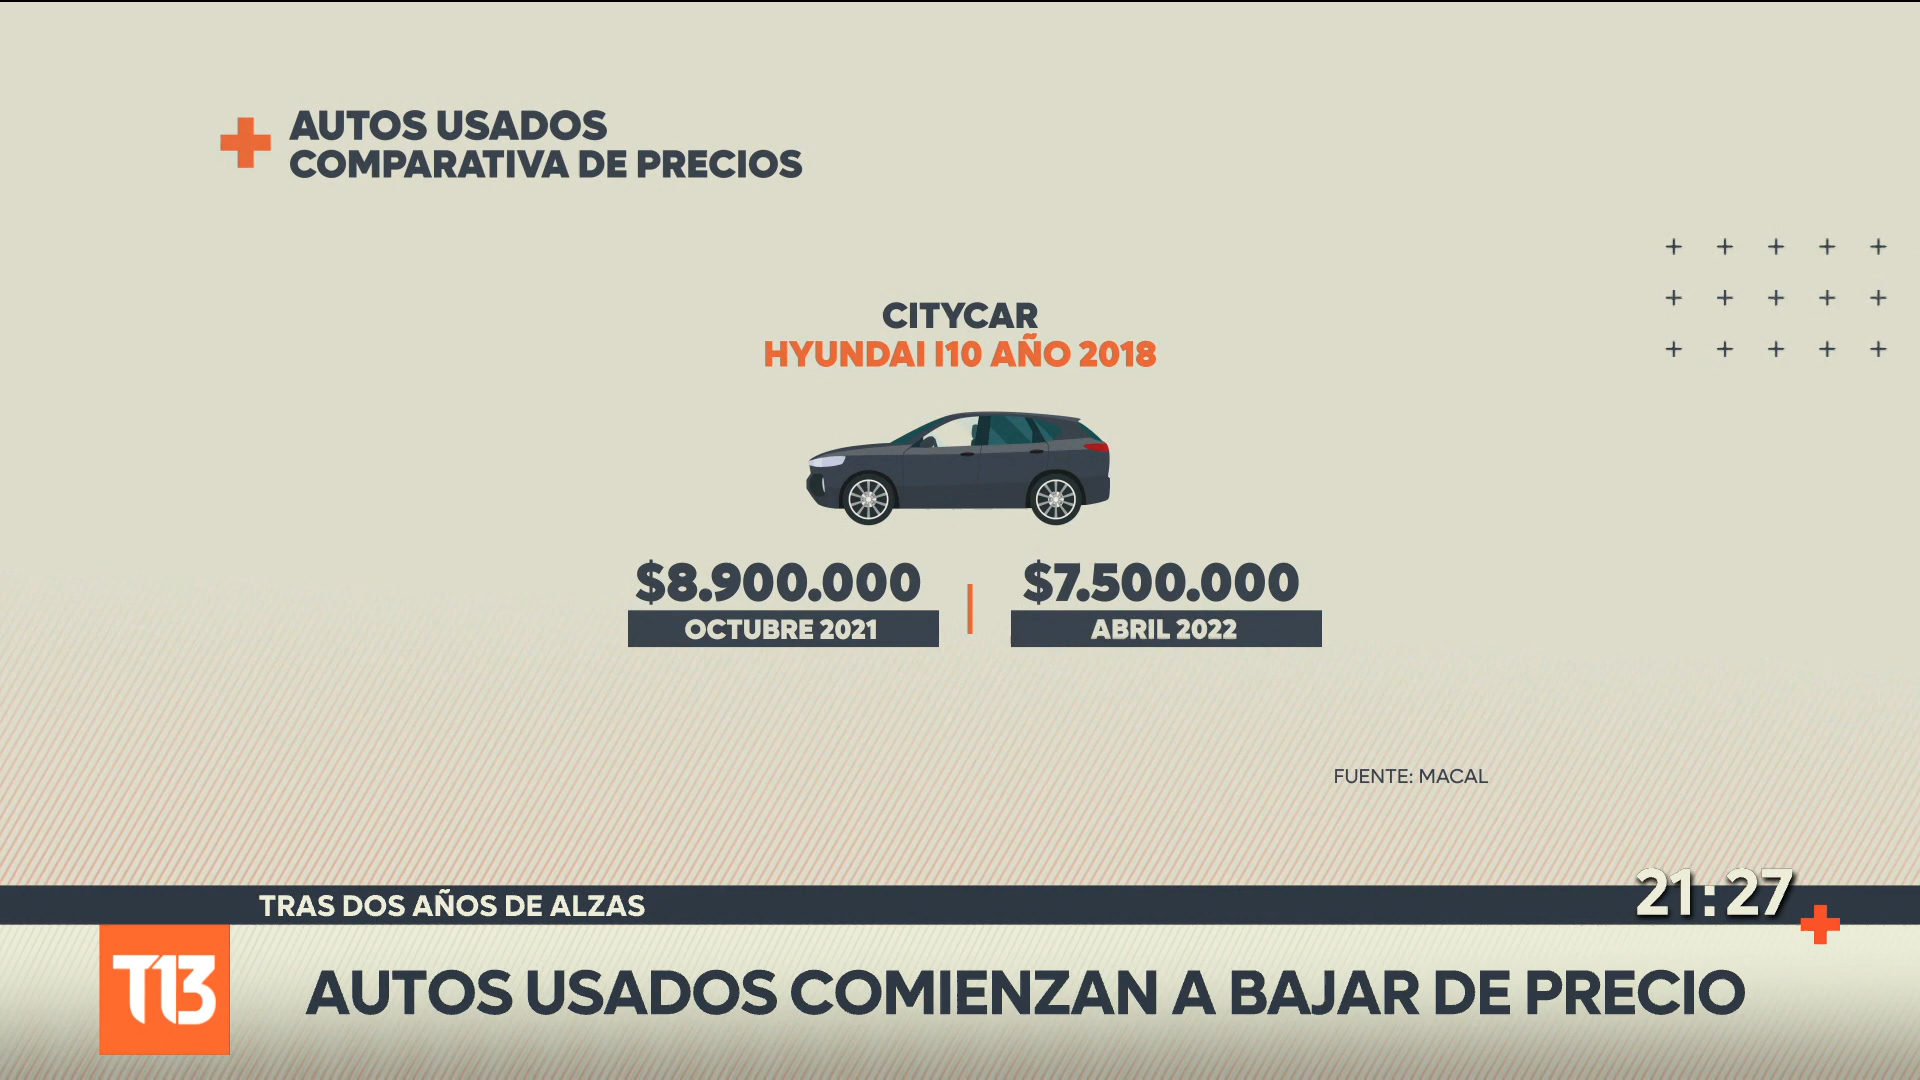 AUTOS USADOS
COMPARATIVA DE PRECIOS
CITYCAR
HYUNDAI I10 AÑO 2018
$8.900.000
OCTUBRE 2021
$7.500.000
ABRIL 2022
FUENTE: MACAL
TRAS DOS AÑOS DE ALZAS
21:27
T13
AUTOS USADOS COMIENZAN A BAJAR DE PRECIO